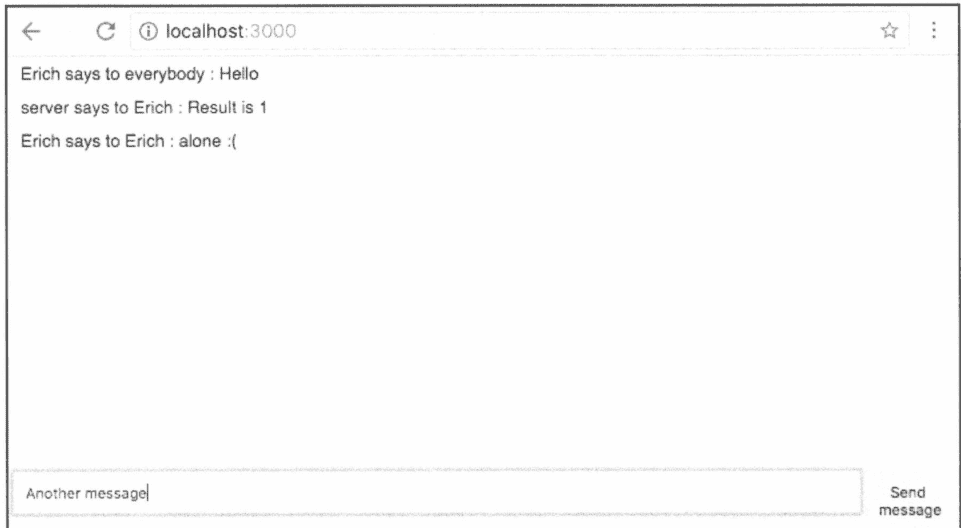 localhost:3000
Erich says to everybody : Hello
server says to Erich : Result is 1
Erich says to Erich : alone :(
Another message
Send
message